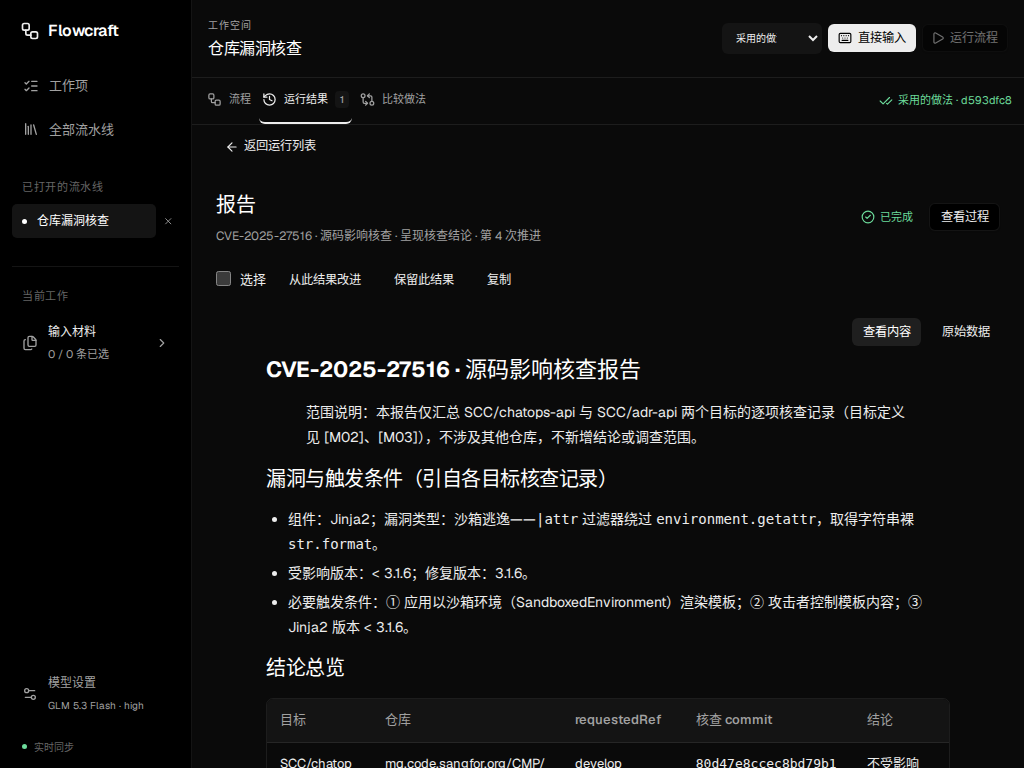 Flowcraft
工作项
全部流水线
已打开的流水线
仓库漏洞核查
当前工作
输入材料
0 / 0 条已选
模型设置
GLM 5.3 Flash · high
实时同步
工作空间
仓库漏洞核查
采用的做
直接输入
运行流程
流程
运行结果 1
比较做法
采用的做法 · d593dfc8
返回运行列表
报告
CVE-2025-27516 · 源码影响核查 · 呈现核查结论 · 第 4 次推进
已完成
查看过程
选择
从此结果改进
保留此结果
复制
查看内容
原始数据
CVE-2025-27516 · 源码影响核查报告
范围说明：本报告仅汇总 SCC/chatops-api 与 SCC/adr-api 两个目标的逐项核查记录（目标定义
见 [M02]、[M03]），不涉及其他仓库，不新增结论或调查范围。
漏洞与触发条件（引自各目标核查记录）
组件：Jinja2；漏洞类型：沙箱逃逸——|attr 过滤器绕过 environment.getattr，取得字符串裸
str.format。
受影响版本：< 3.1.6；修复版本：3.1.6。
必要触发条件：① 应用以沙箱环境（SandboxedEnvironment）渲染模板；② 攻击者控制模板内容；③
Jinja2 版本 < 3.1.6。
结论总览
目标 仓库 requestedRef 核查 commit 结论
SCC/chatop mq.code.sangfor.org/CMP/ develop 80d47e8ccec8bd79b1 不受影响